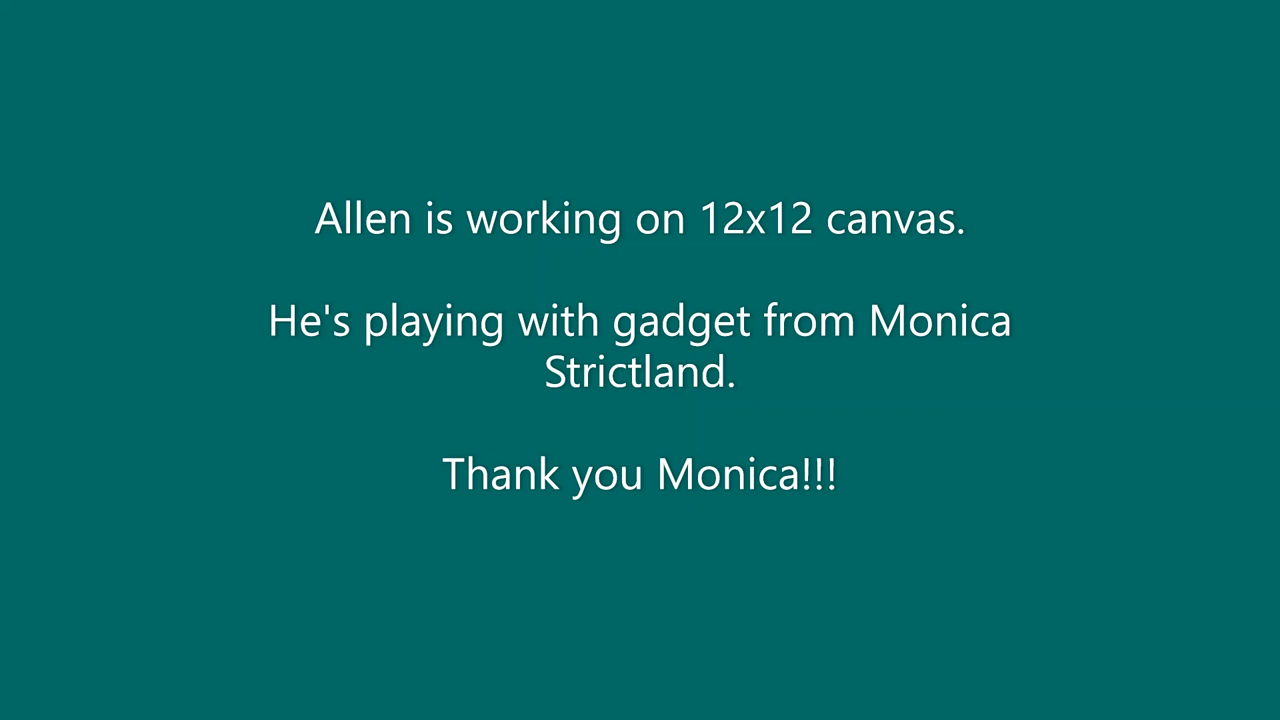 Allen is working on 12x12 canvas.
He's playing with gadget from Monica
Strictland.
Thank you Monica!!!